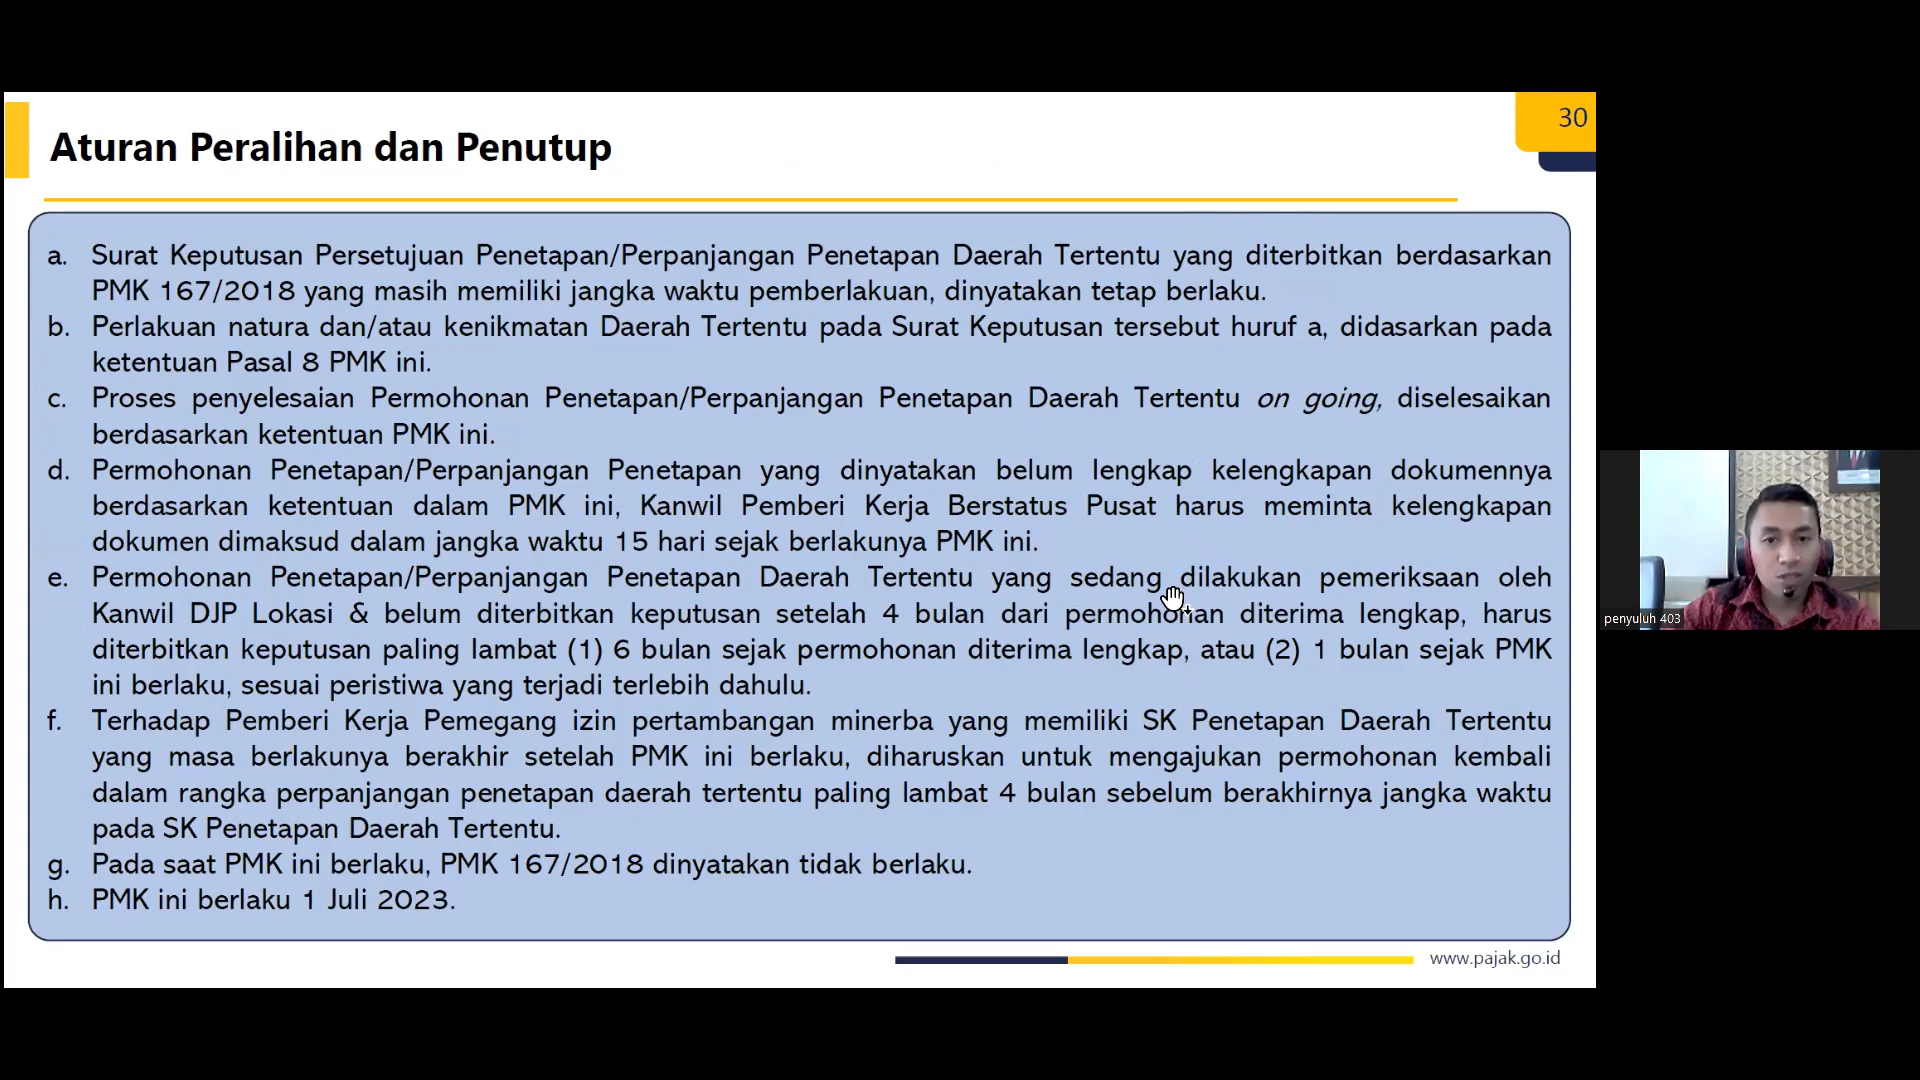 30
Aturan Peralihan dan Penutup
a. Surat Keputusan Persetujuan Penetapan/Perpanjangan Penetapan Daerah Tertentu yang diterbitkan berdasarkan
PMK 167/2018 yang masih memiliki jangka waktu pemberlakuan, dinyatakan tetap berlaku.
b. Perlakuan natura dan/atau kenikmatan Daerah Tertentu pada Surat Keputusan tersebut huruf a, didasarkan pada
ketentuan Pasal 8 PMK ini.
c. Proses penyelesaian Permohonan Penetapan/Perpanjangan Penetapan Daerah Tertentu on going, diselesaikan
berdasarkan ketentuan PMK ini.
d. Permohonan Penetapan/Perpanjangan Penetapan yang dinyatakan belum lengkap kelengkapan dokumennya
berdasarkan ketentuan dalam PMK ini, Kanwil Pemberi Kerja Berstatus Pusat harus meminta kelengkapan
dokumen dimaksud dalam jangka waktu 15 hari sejak berlakunya PMK ini.
e. Permohonan Penetapan/Perpanjangan Penetapan Daerah Tertentu yang sedang dilakukan pemeriksaan oleh
Kanwil DJP Lokasi & belum diterbitkan keputusan setelah 4 bulan dari permohonan diterima lengkap, harus
diterbitkan keputusan paling lambat (1) 6 bulan sejak permohonan diterima lengkap, atau (2) 1 bulan sejak PMK
ini berlaku, sesuai peristiwa yang terjadi terlebih dahulu.
f. Terhadap Pemberi Kerja Pemegang izin pertambangan minerba yang memiliki SK Penetapan Daerah Tertentu
yang masa berlakunya berakhir setelah PMK ini berlaku, diharuskan untuk mengajukan permohonan kembali
dalam rangka perpanjangan penetapan daerah tertentu paling lambat 4 bulan sebelum berakhirnya jangka waktu
pada SK Penetapan Daerah Tertentu.
g. Pada saat PMK ini berlaku, PMK 167/2018 dinyatakan tidak berlaku.
h. PMK ini berlaku 1 Juli 2023.
www.pajak.go.id
penyuluh 403